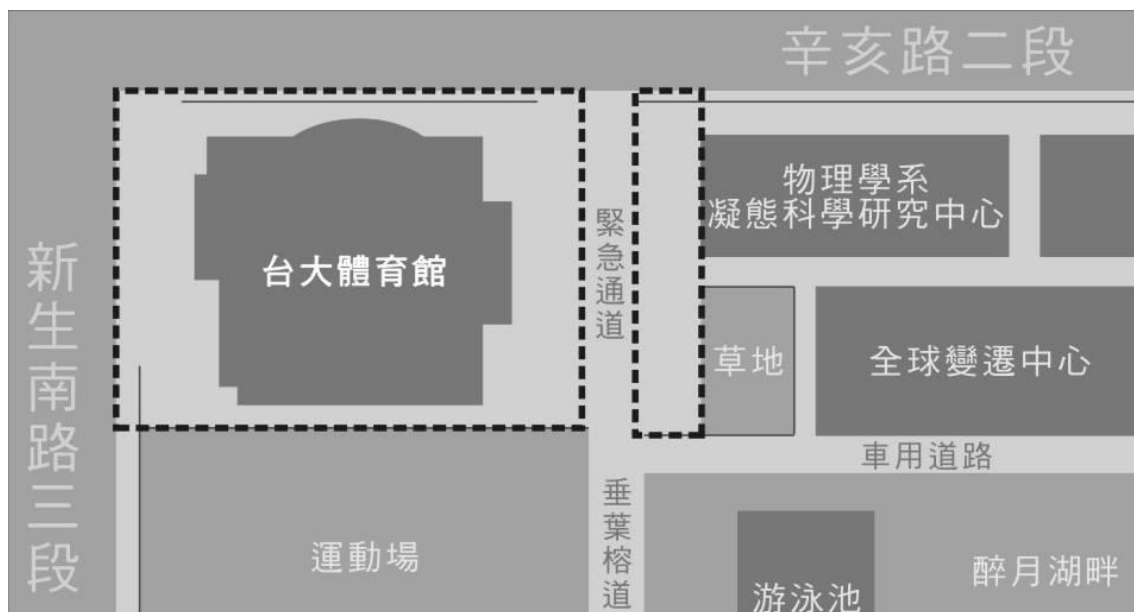 辛亥路二段
新生南路三段
台大體育館
緊急通道
物理學系
凝態科學研究中心
草地
全球變遷中心
車用道路
運動場
垂葉榕道
游泳池
醉月湖畔